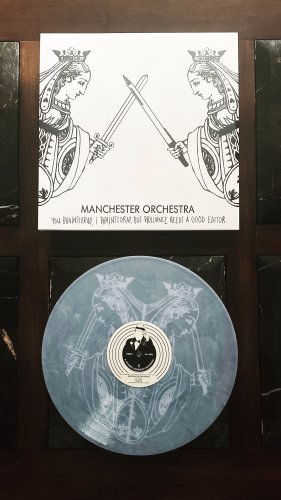 MANCHESTER ORCHESTRA
YOU BRAINSTORM, I BRAINSTORM, BUT BRILLIANCE NEEDS A GOOD EDITOR.